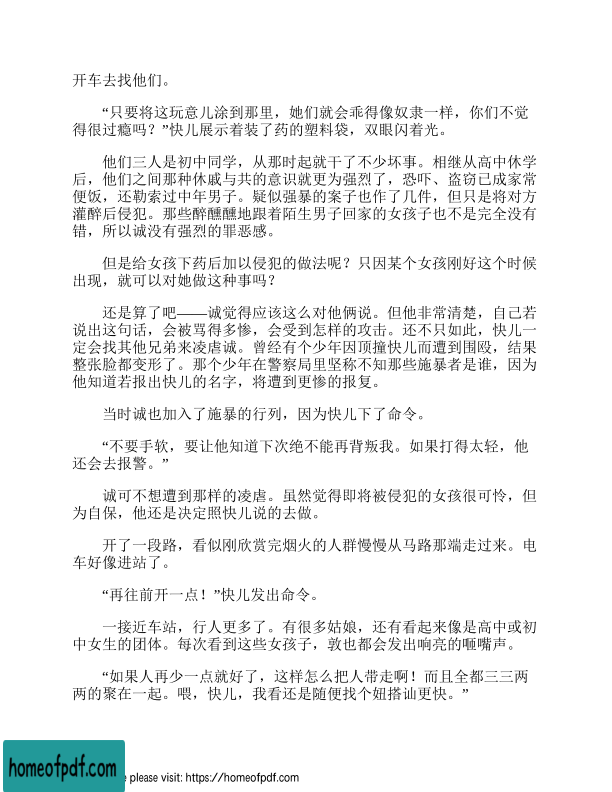 开车去找他们。
“只要将这玩意儿涂到那里，她们就会乖得像奴隶一样，你们不觉
得很过瘾吗？”快儿展示着装了药的塑料袋，双眼闪着光。
他们三人是初中同学，从那时起就干了不少坏事。相继从高中休学
后，他们之间那种休戚与共的意识就更为强烈了，恐吓、盗窃已成家常
便饭，还勒索过中年男子。疑似强暴的案子也作了几件，但只是将对方
灌醉后侵犯。那些醉醺醺地跟着陌生男子回家的女孩子也不是完全没有
错，所以诚没有强烈的罪恶感。
但是给女孩下药后加以侵犯的做法呢？只因某个女孩刚好这个时候
出现，就可以对她做这种事吗？
还是算了吧——诚觉得应该这么对他俩说。但他非常清楚，自己若
说出这句话，会被骂得多惨，会受到怎样的攻击。还不只如此，快儿一
定会找其他兄弟来凌虐诚。曾经有个少年因顶撞快儿而遭到围殴，结果
整张脸都变形了。那个少年在警察局里坚称不知那些施暴者是谁，因为
他知道若报出快儿的名字，将遭到更惨的报复。
当时诚也加入了施暴的行列，因为快儿下了命令。
“不要手软，要让他知道下次绝不能再背叛我。如果打得太轻，他
还会去报警。”
诚可不想遭到那样的凌虐。虽然觉得即将被侵犯的女孩很可怜，但
为自保，他还是决定照快儿说的去做。
开了一段路，看似刚欣赏完烟火的人群慢慢从马路那端走过来。电
车好像进站了。
“再往前开一点！”快儿发出命令。
一接近车站，行人更多了。有很多姑娘，还有看起来像是高中或初
中女生的团体。每次看到这些女孩子，敦也都会发出响亮的咂嘴声。
“如果人再少一点就好了，这样怎么把人带走啊！而且全都三三两
两的聚在一起。喂，快儿，我看还是随便找个妞搭讪更快。”
homeofpdf.com
e please visit: https://homeofpdf.com